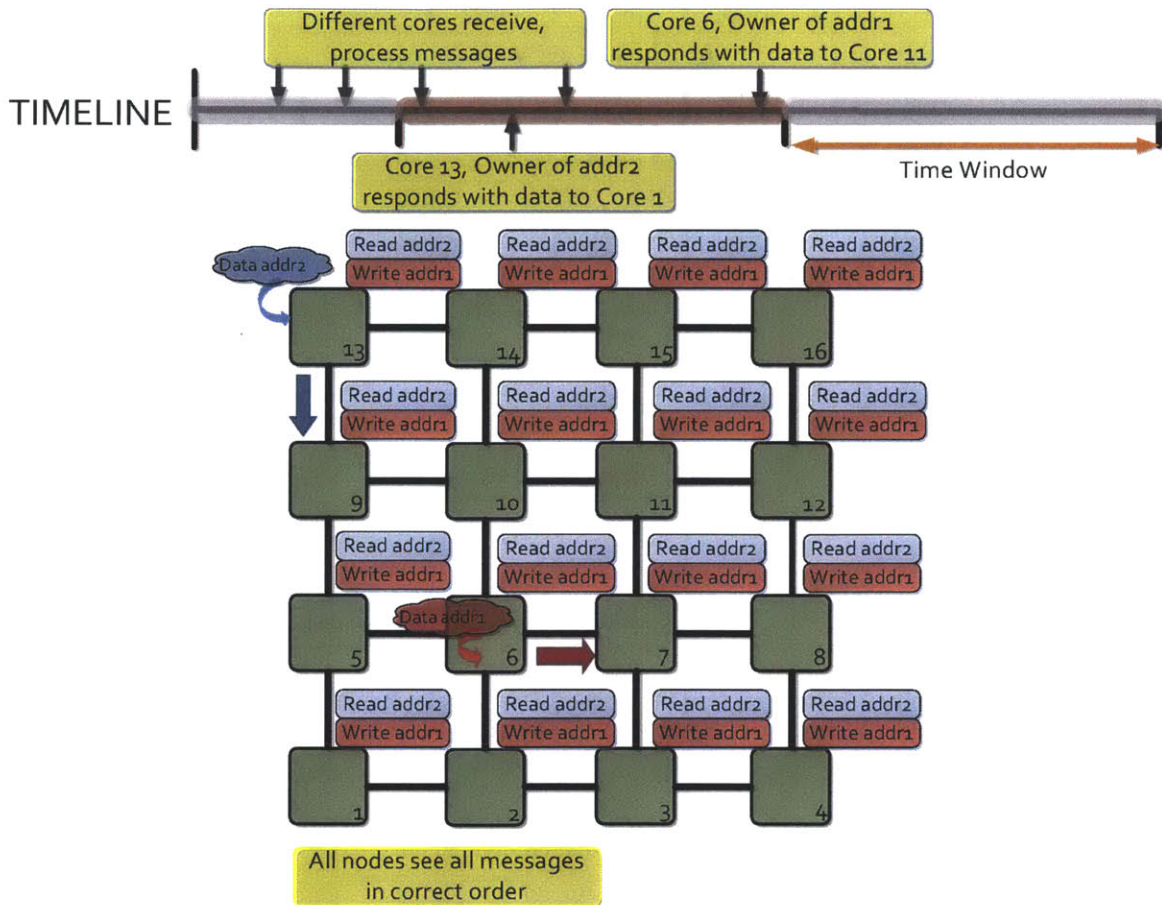 Different cores receive,
process messages
Core 6, Owner of addr1
responds with data to Core 11
TIMELINE
Time Window
Core 13, Owner of addr2
responds with data to Core 1
Data addr2
Read addr2
Write addr1
Read addr2
Write addr1
Read addr2
Write addr1
Read addr2
Write addr1
13
14
15
16
Read addr2
Write addr1
Read addr2
Write addr1
Read addr2
Write addr1
Read addr2
Write addr1
9
10
11
12
Read addr2
Write addr1
Read addr2
Write addr1
Read addr2
Write addr1
Read addr2
Write addr1
Data addr1
5
6
7
8
Read addr2
Write addr1
Read addr2
Write addr1
Read addr2
Write addr1
Read addr2
Write addr1
1
2
3
4
All nodes see all messages
in correct order